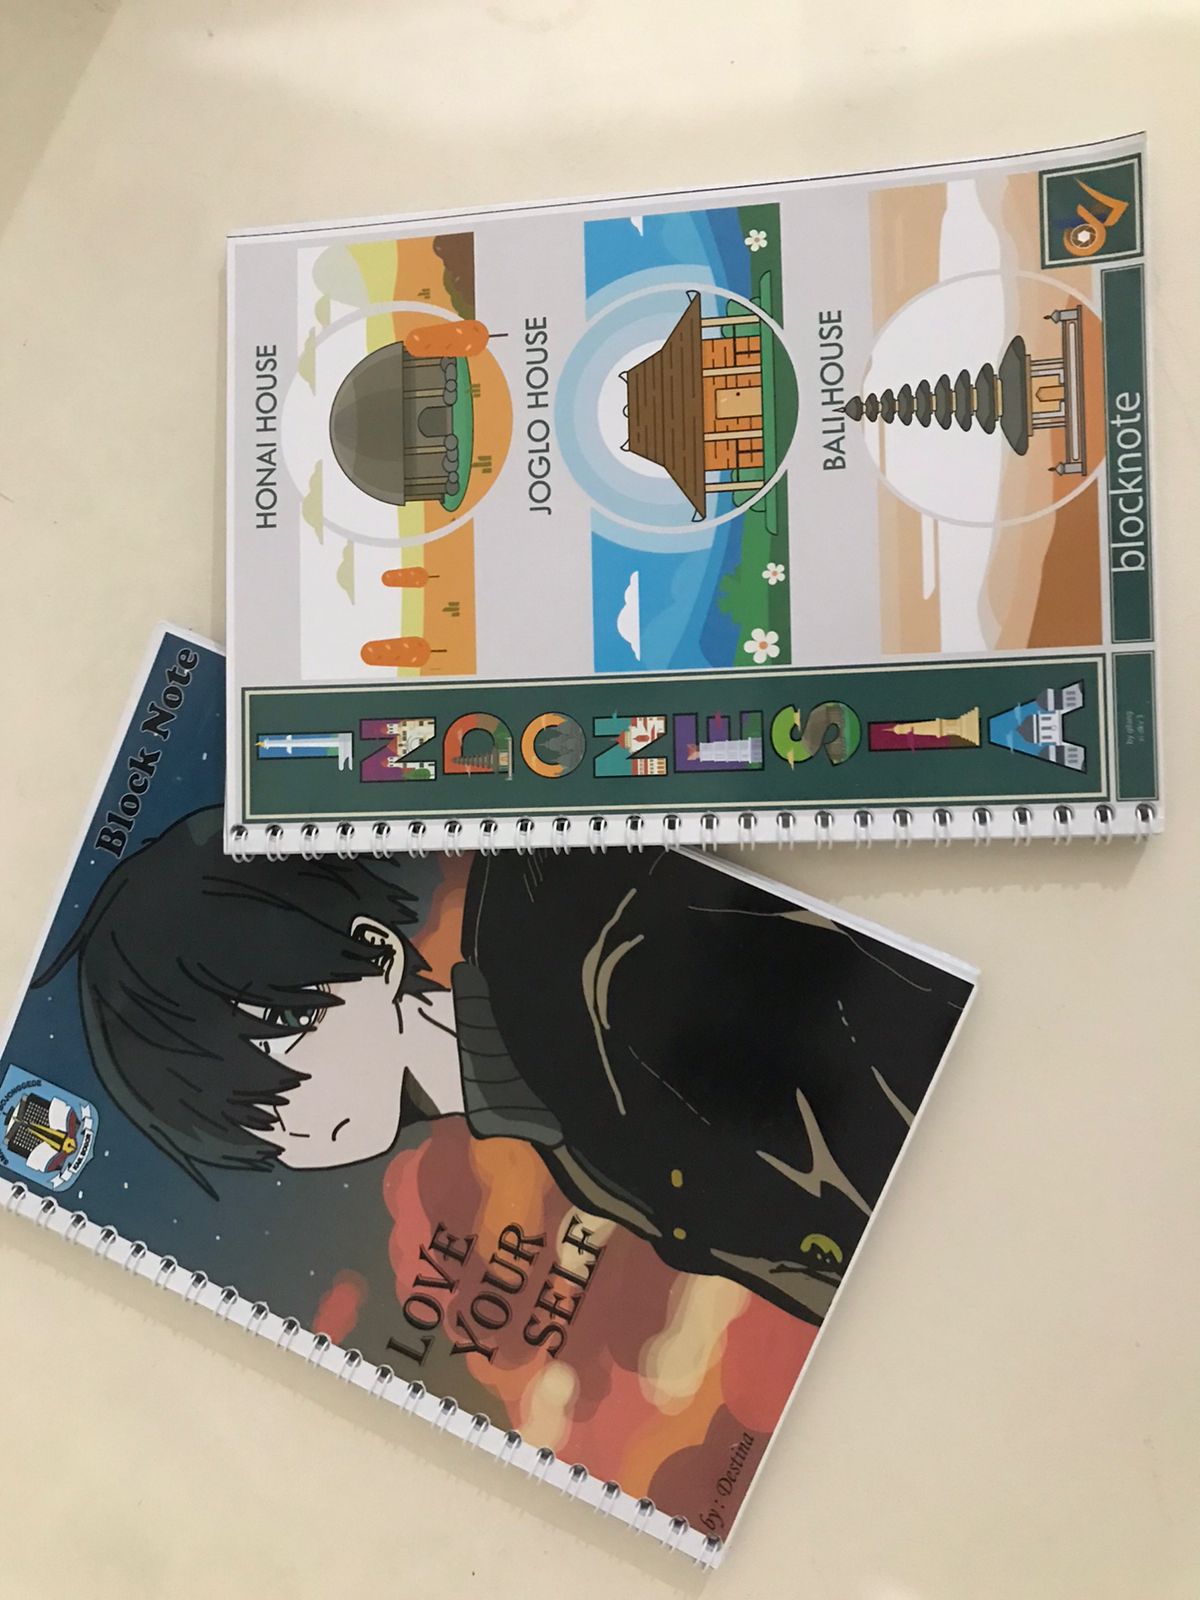 HONAI HOUSE
JOGLO HOUSE
BALI HOUSE
INDONESIA
blocknote
Block Note
LOVE
YOUR
SELF
by: Destina